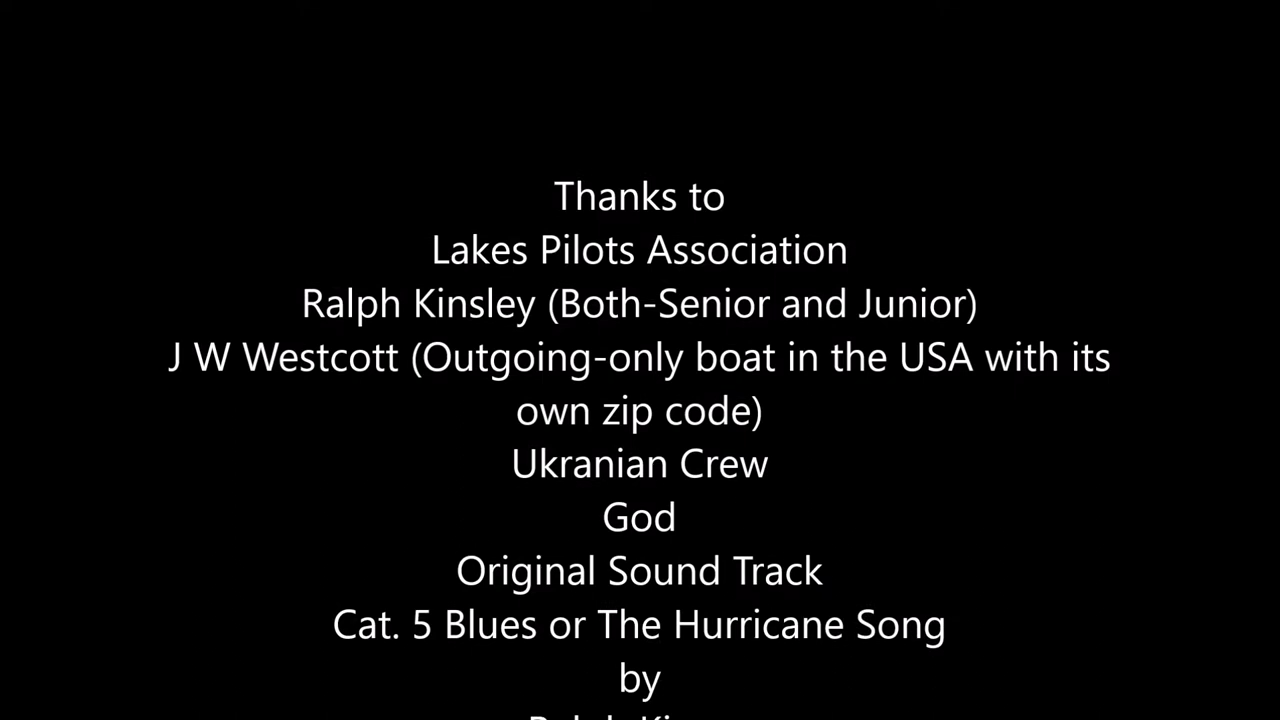 Thanks to
Lakes Pilots Association
Ralph Kinsley (Both-Senior and Junior)
J W Westcott (Outgoing-only boat in the USA with its
own zip code)
Ukranian Crew
God
Original Sound Track
Cat. 5 Blues or The Hurricane Song
by